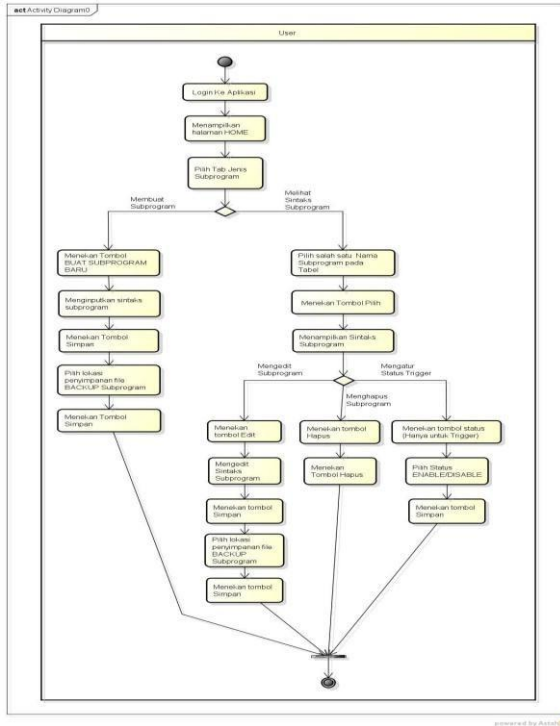 act Activity Diagram0
User
Login Ke Aplikasi
Menampilkan
halaman HOME
Pilih Tab Jenis
Subprogram
Membuat
Subprogram
Melihat
Sintaks
Subprogram
Menekan Tombol
BUAT SUBPROGRAM
BARU
Menginputkan sintaks
subprogram
Menekan Tombol
Simpan
Pilih lokasi
penyimpanan file
BACKUP Subprogram
Menekan Tombol
Simpan
Pilih salah satu Nama
Subprogram pada
Tabel
Menekan Tombol Pilih
Menampilkan Sintaks
Subprogram
Mengedit
Subprogram
Menghapus
Subprogram
Mengatur
Status Trigger
Menekan
tombol Edit
Mengedit
Sintaks
Subprogram
Menekan tombol
Simpan
Pilih lokasi
penyimpanan file
BACKUP
Subprogram
Menekan tombol
Simpan
Menekan tombol
Hapus
Menekan
Tombol Hapus
Menekan tombol status
(Hanya untuk Trigger)
Pilih Status
ENABLE/DISABLE
Menekan tombol
Simpan
powered by